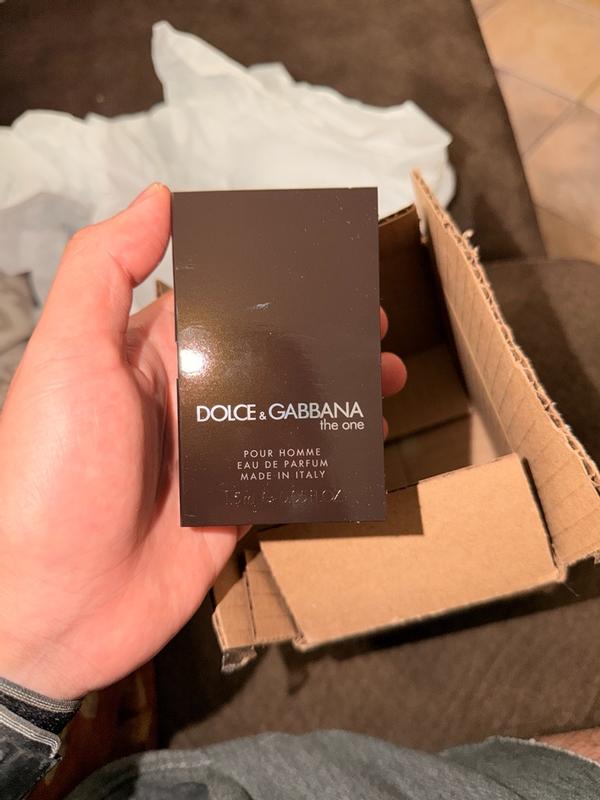 DOLCE & GABBANA
the one
POUR HOMME
EAU DE PARFUM
MADE IN ITALY